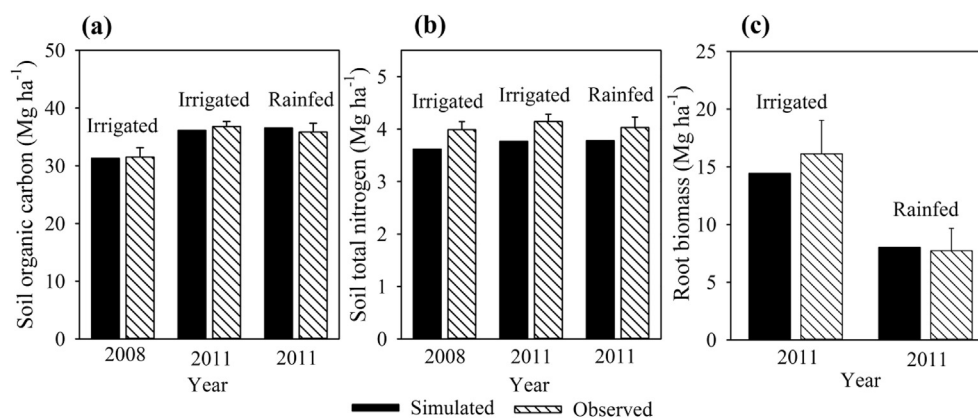 (a)
Soil organic carbon (Mg ha-1)
50
40
30
20
10
0
Irrigated
Irrigated
Rainfed
2008
2011
2011
Year
(b)
Soil total nitrogen (Mg ha-1)
5
4
3
2
1
0
Irrigated
Irrigated
Rainfed
2008
2011
2011
Year
(c)
Root biomass (Mg ha-1)
25
20
15
10
5
0
Irrigated
Rainfed
2011
2011
Year
Simulated
Observed